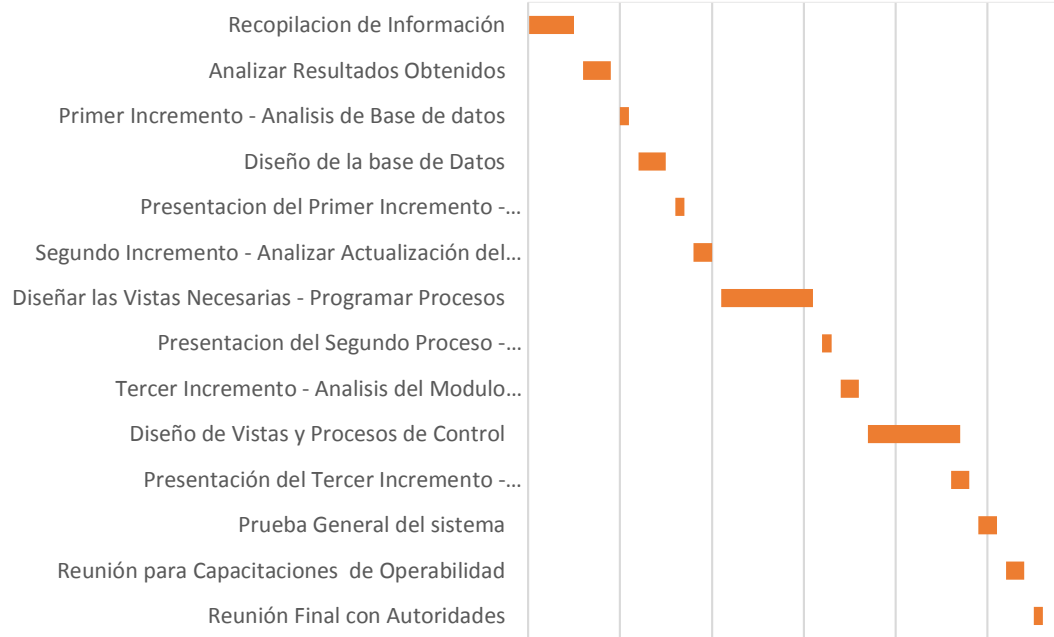 Recopilacion de Información
Analizar Resultados Obtenidos
Primer Incremento - Analisis de Base de datos
Diseño de la base de Datos
Presentacion del Primer Incremento -...
Segundo Incremento - Analizar Actualización del...
Diseñar las Vistas Necesarias - Programar Procesos
Presentacion del Segundo Proceso -...
Tercer Incremento - Analisis del Modulo...
Diseño de Vistas y Procesos de Control
Presentación del Tercer Incremento -...
Prueba General del sistema
Reunión para Capacitaciones  de Operabilidad
Reunión Final con Autoridades